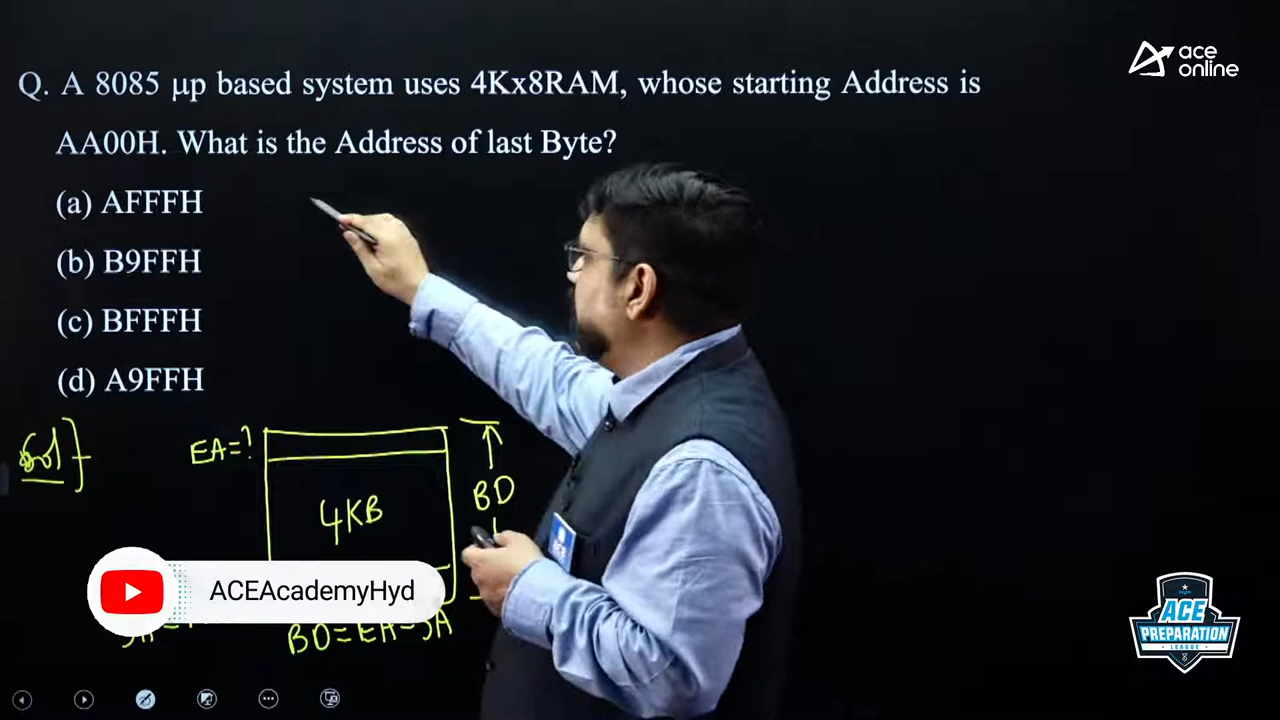 ace
online
Q. A 8085 μp based system uses 4Kx8RAM, whose starting Address is
AA00H. What is the Address of last Byte?
(a) AFFFH
(b) B9FFH
(c) BFFFH
(d) A9FFH
Sol
EA=?
4KB
BD
ACEAcademyHyd
BD=EA-SA
ACE
PREPARATION
LEAGUE